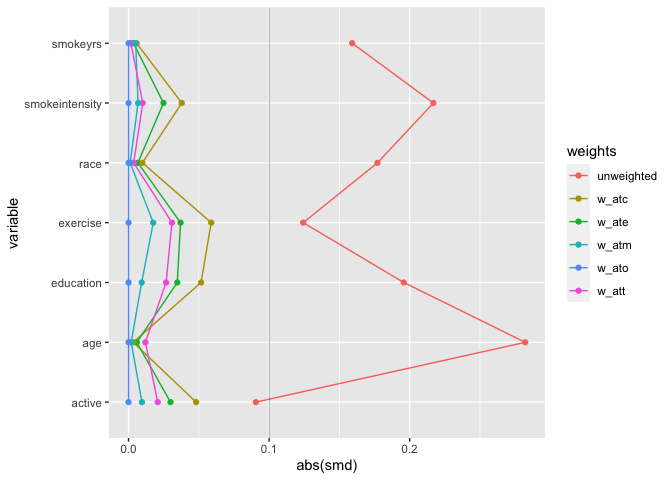 smokeyrs
smokeintensity
race
exercise
education
age
active
variable
0.0 0.1 0.2
abs(smd)
weights
unweighted
w_atc
w_ate
w_atm
w_ato
w_att